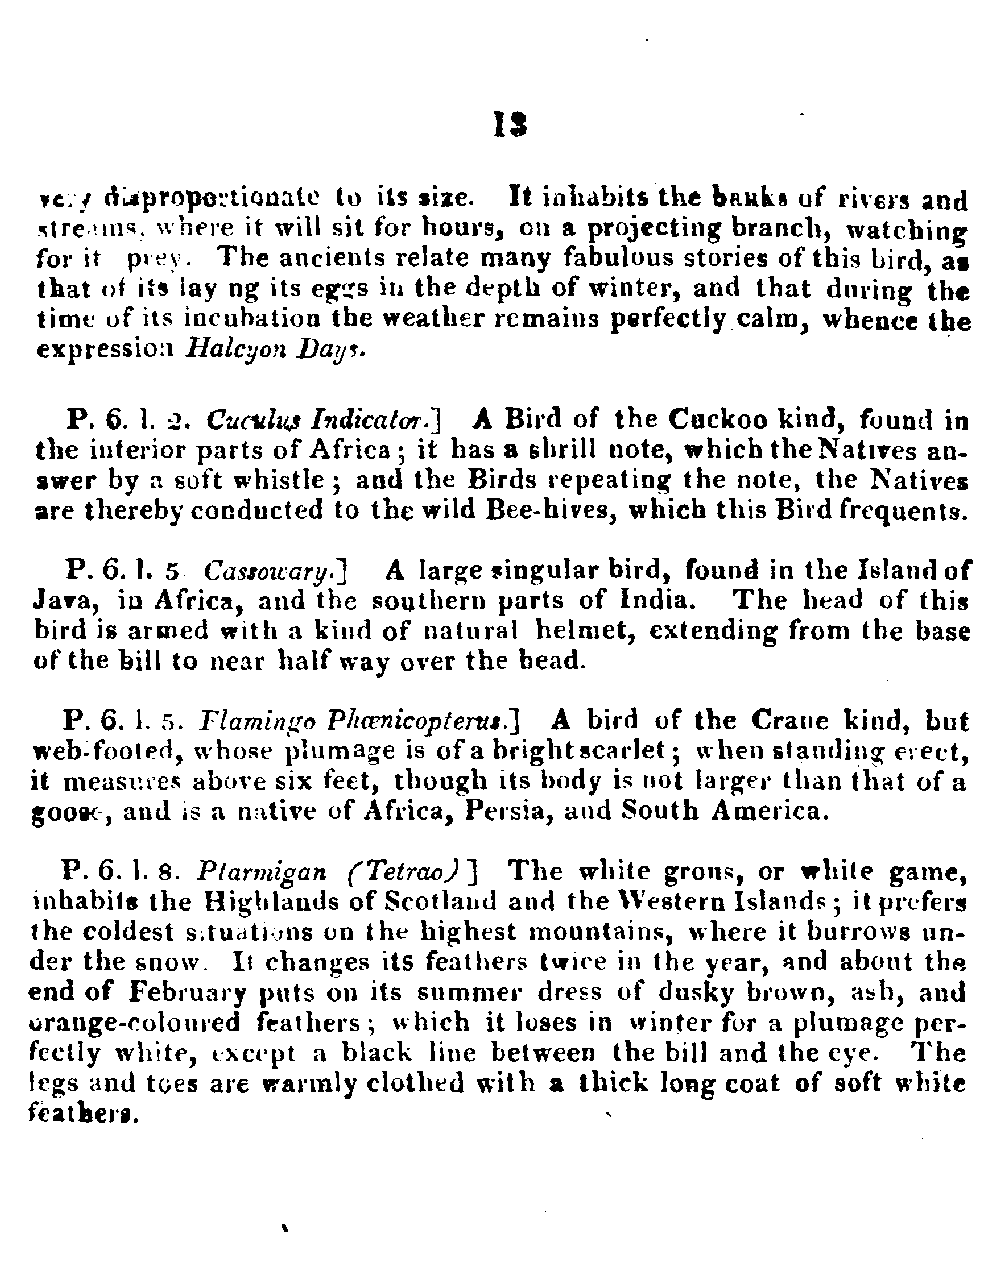 13
very disproportionate to its size. It inhabits the banks of rivers and
streams, where it will sit for hours, on a projecting branch, watching
for it prey. The ancients relate many fabulous stories of this bird, as
that of its lay ng its eggs in the depth of winter, and that during the
time of its incubation the weather remains perfectly calm, whence the
expression Halcyon Days.
P. 6. l. 2. Cuculus Indicator.] A Bird of the Cuckoo kind, found in
the interior parts of Africa; it has a shrill note, which the Natives an-
swer by a soft whistle; and the Birds repeating the note, the Natives
are thereby conducted to the wild Bee-hives, which this Bird frequents.
P. 6. l. 5 Cassowary.] A large singular bird, found in the Island of
Java, in Africa, and the southern parts of India. The head of this
bird is armed with a kind of natural helmet, extending from the base
of the bill to near half way over the head.
P. 6. l. 5. Flamingo Phœnicopterus.] A bird of the Crane kind, but
web-footed, whose plumage is of a bright scarlet; when standing erect,
it measures above six feet, though its body is not larger than that of a
goose, and is a native of Africa, Persia, and South America.
P. 6. l. 8. Ptarmigan (Tetrao)] The white grous, or white game,
inhabits the Highlands of Scotland and the Western Islands; it prefers
the coldest situations on the highest mountains, where it burrows un-
der the snow. It changes its feathers twice in the year, and about the
end of February puts on its summer dress of dusky brown, ash, and
orange-coloured feathers; which it loses in winter for a plumage per-
fectly white, except a black line between the bill and the eye. The
legs and toes are warmly clothed with a thick long coat of soft white
feathers.